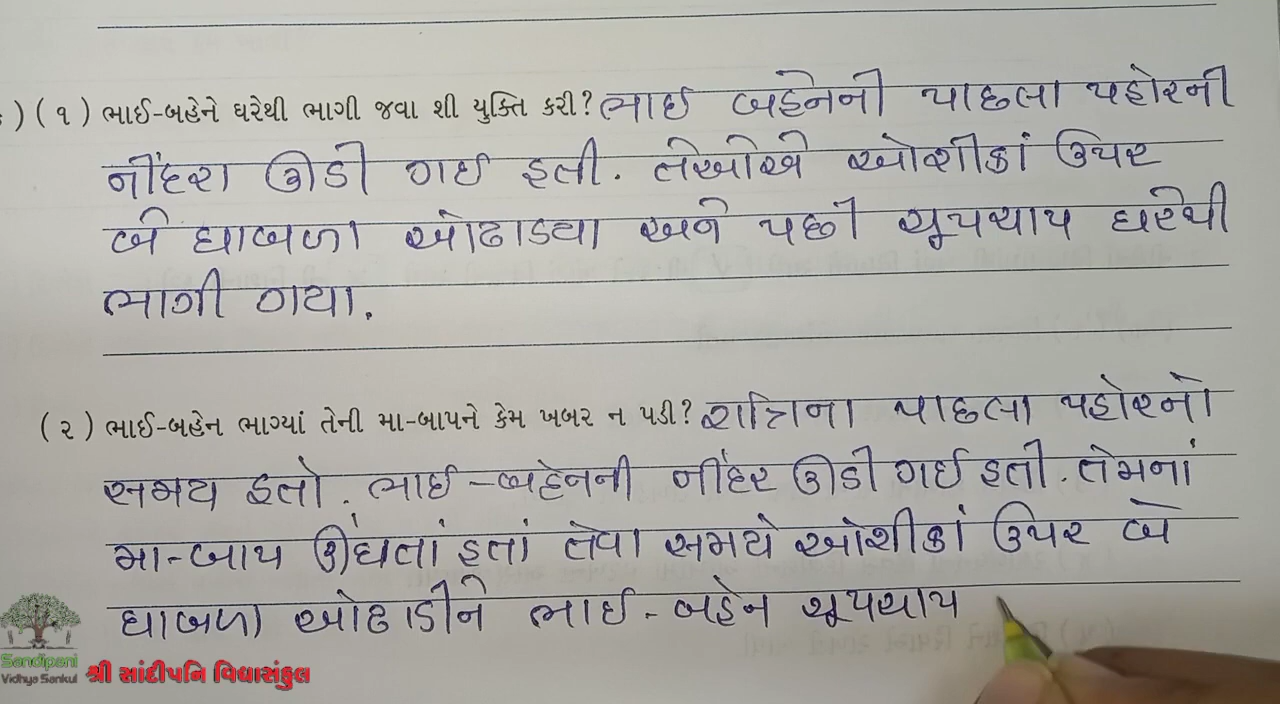 ) (૧) ભાઈ-બહેને ઘરેથી ભાગી જવા શી યુક્તિ કરી? ભાઈ બહેનની પાછલા પહોરની
નીંદરા ઊડી ગઈ હતી. તેઓએ ઓશીકાં ઉપર
બે ધાબળા ઓઢાડ્યા અને પછી ચૂપચાપ ઘરેથી
ભાગી ગયા.
(૨) ભાઈ-બહેન ભાગ્યાં તેની મા-બાપને કેમ ખબર ન પડી? રાત્રિના પાછલા પહોરનો
સમય હતો. ભાઈ-બહેનની નીંદર ઊડી ગઈ હતી. તેમનાં
મા-બાપ ઊંઘતાં હતાં તેવા સમયે ઓશીકાં ઉપર બે
ધાબળા ઓઢાડીને ભાઈ-બહેન ચૂપચાપ
Sandipani
Vidhya Sankul
શ્રી સાંદીપનિ વિદ્યાસંકુલ